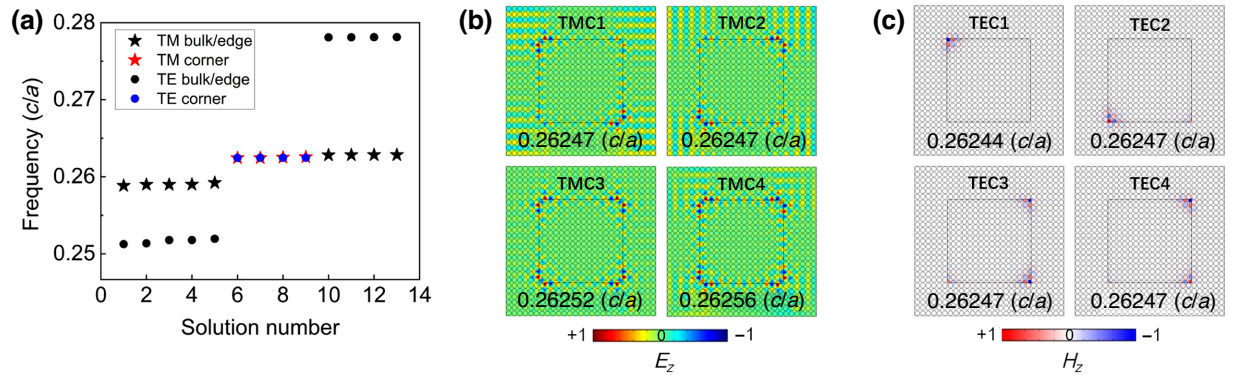 (a)
0.28
0.27
0.26
0.25
Frequency (c/a)
TM bulk/edge
TM corner
TE bulk/edge
TE corner
0 2 4 6 8 10 12 14
Solution number
(b)
TMC1
0.26247 (c/a)
TMC2
0.26247 (c/a)
TMC3
0.26252 (c/a)
TMC4
0.26256 (c/a)
+1 0 −1
Ez
(c)
TEC1
0.26244 (c/a)
TEC2
0.26247 (c/a)
TEC3
0.26247 (c/a)
TEC4
0.26247 (c/a)
+1 0 −1
Hz